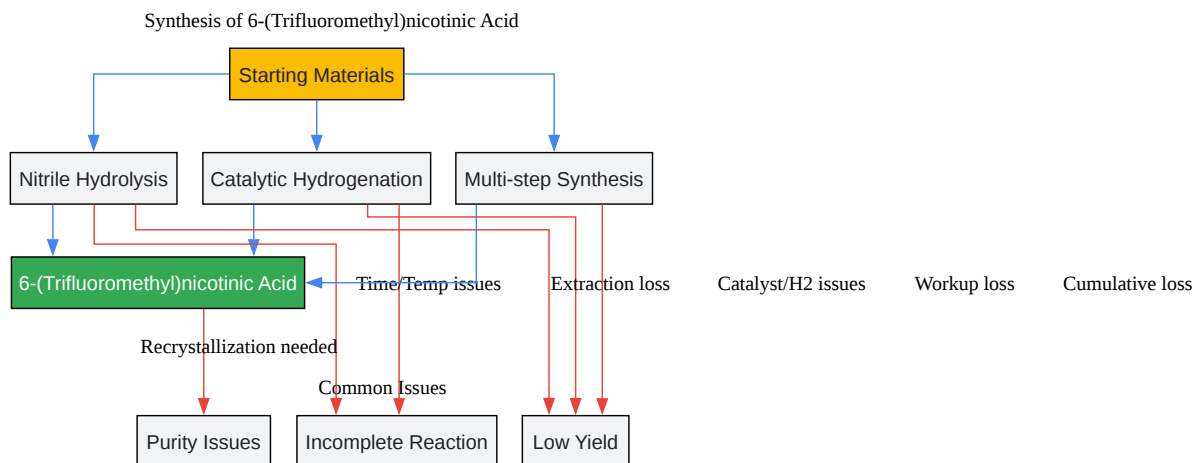 Synthesis of 6-(Trifluoromethyl)nicotinic Acid
Starting Materials
Nitrile Hydrolysis
Catalytic Hydrogenation
Multi-step Synthesis
6-(Trifluoromethyl)nicotinic Acid
Time/Temp issues
Extraction loss
Catalyst/H2 issues
Workup loss
Cumulative loss
Recrystallization needed
Common Issues
Purity Issues
Incomplete Reaction
Low Yield